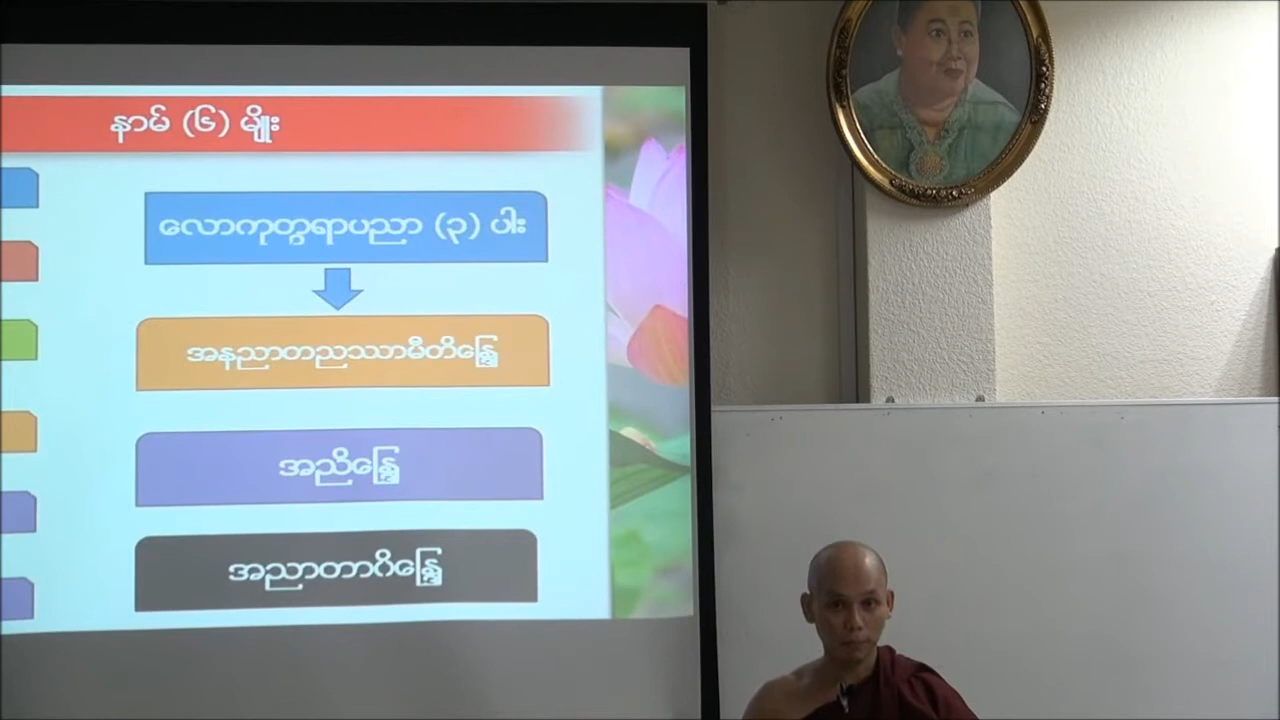 နာမ် (၆) မျိုး
လောကုတ္တရာပညာ (၃) ပါး
အနညာတညဿာမီတိန္ဒြေ
အညိန္ဒြေ
အညာတာဂိန္ဒြေ